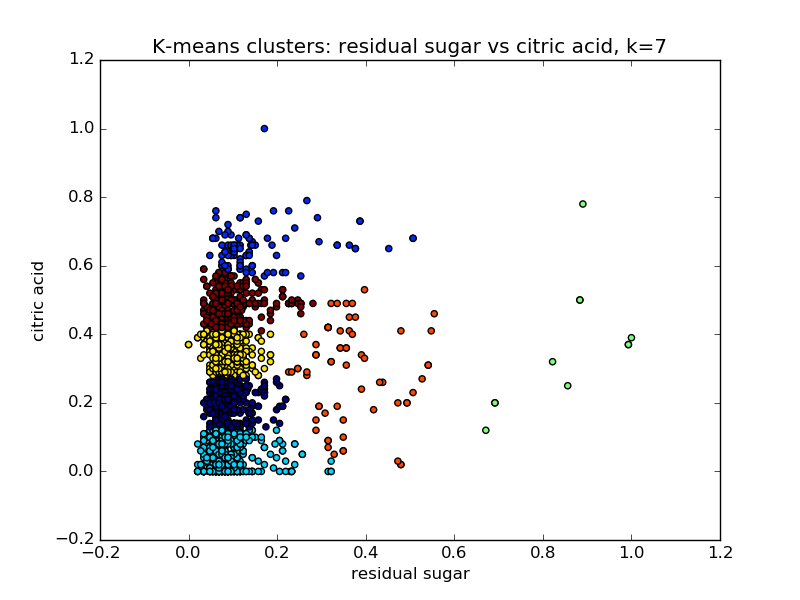 K-means clusters: residual sugar vs citric acid, k=7
1.2
1.0
0.8
0.6
0.4
0.2
0.0
−0.2
citric acid
−0.2 0.0 0.2 0.4 0.6 0.8 1.0 1.2
residual sugar